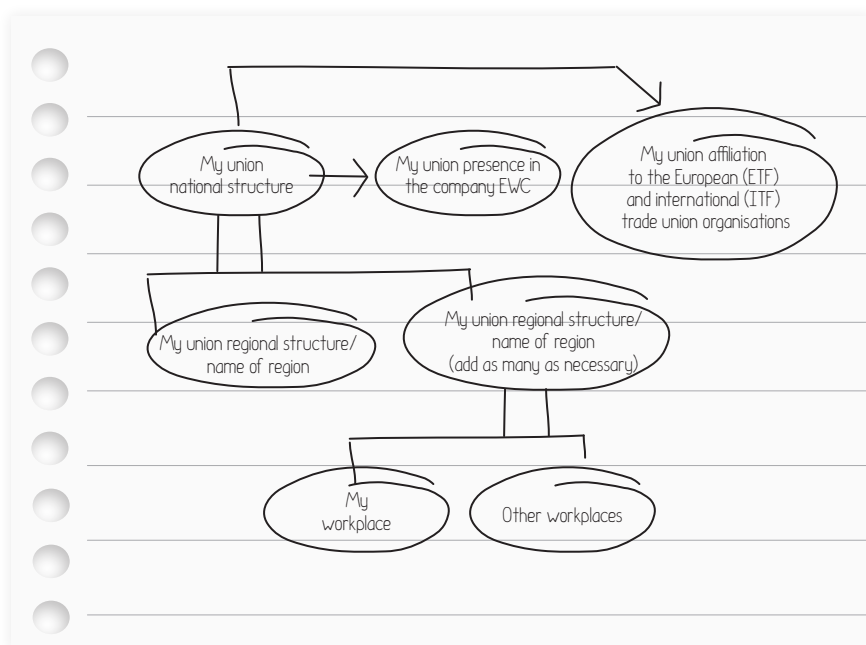 My union
national structure
My union presence in
the company EWC
My union affiliation
to the European (ETF)
and international (ITF)
trade union organisations
My union regional structure/
name of region
My union regional structure/
name of region
(add as many as necessary)
My
workplace
Other workplaces